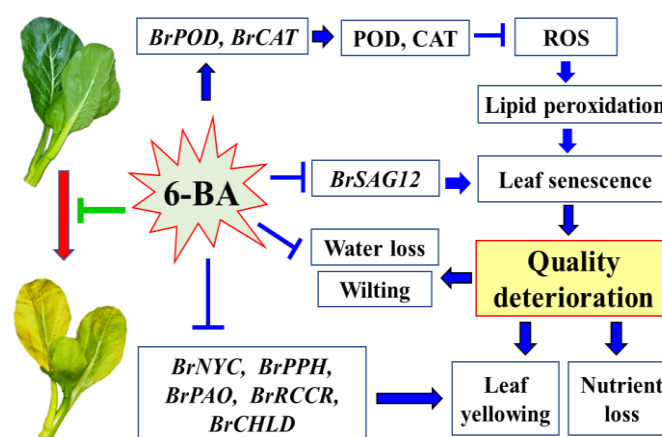 BrPOD, BrCAT
POD, CAT
ROS
Lipid peroxidation
6-BA
BrSAG12
Leaf senescence
Water loss
Wilting
Quality
deterioration
BrNYC, BrPPH,
BrPAO, BrRCCR,
BrCHLD
Leaf
yellowing
Nutrient
loss